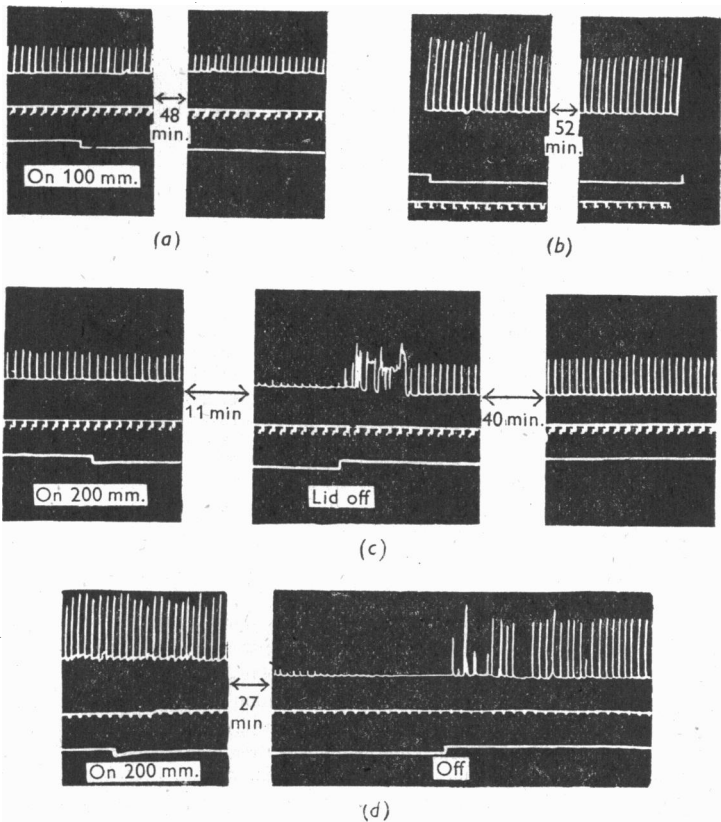 48
min.
On 100 mm.
(a)
52
min.
(b)
11 min
40 min.
On 200 mm.
Lid off
(c)
27
min
On 200 mm.
Off
(d)